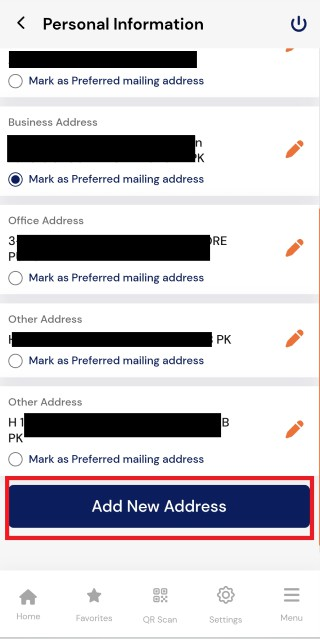 Personal Information
Mark as Preferred mailing address
Business Address
PK
Mark as Preferred mailing address
Office Address
Mark as Preferred mailing address
Other Address
PK
Mark as Preferred mailing address
Other Address
H 1 B
PK
Mark as Preferred mailing address
Add New Address
Home Favorites QR Scan Settings Menu